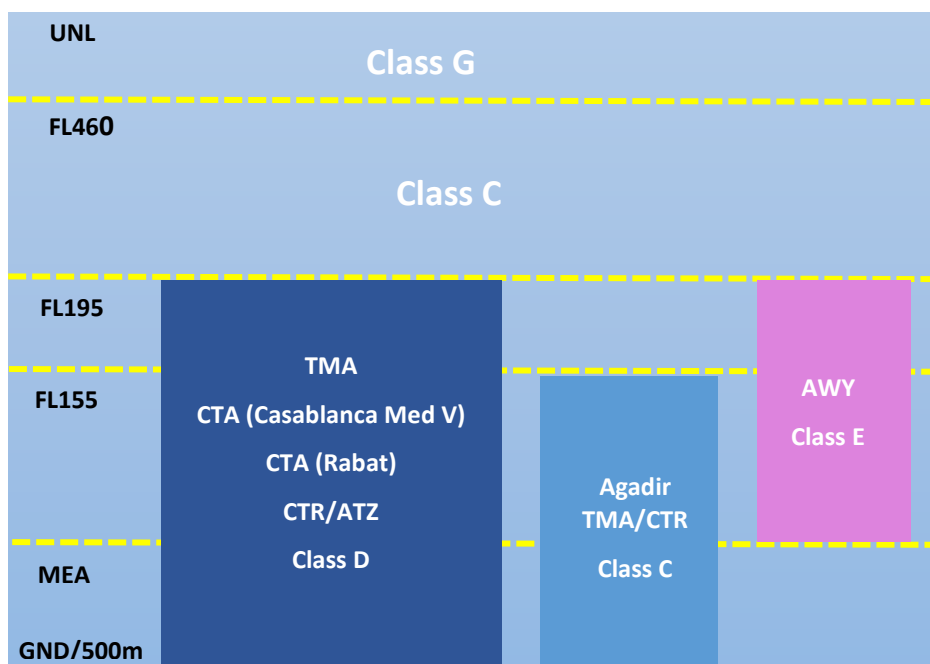 UNL
Class G
FL460
Class C
FL195
FL155
MEA
GND/500m
TMA
CTA (Casablanca Med V)
CTA (Rabat)
CTR/ATZ
Class D
Agadir
TMA/CTR
Class C
AWY
Class E